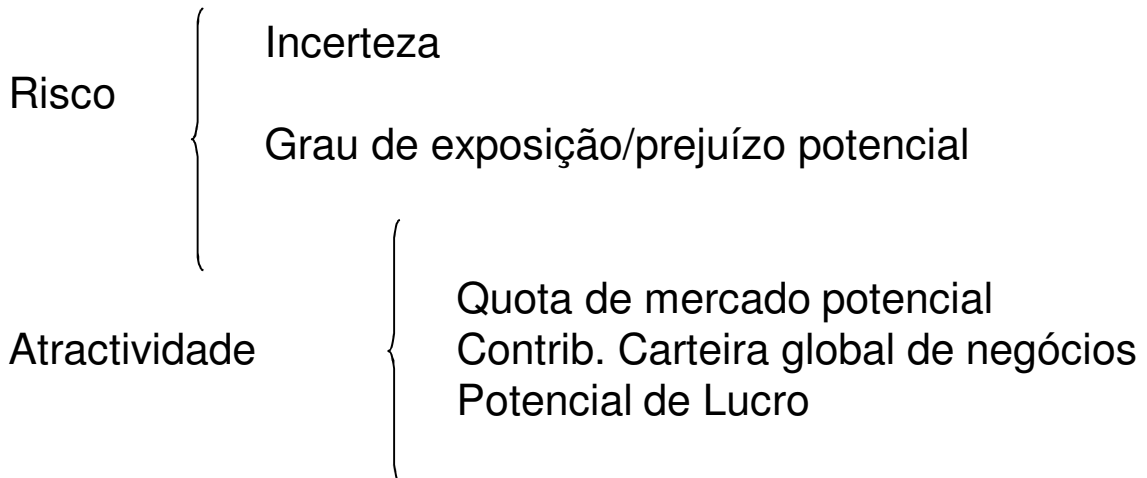 Incerteza
Risco
Grau de exposição/prejuízo potencial
Quota de mercado potencial
Atractividade
Contrib. Carteira global de negócios
Potencial de Lucro